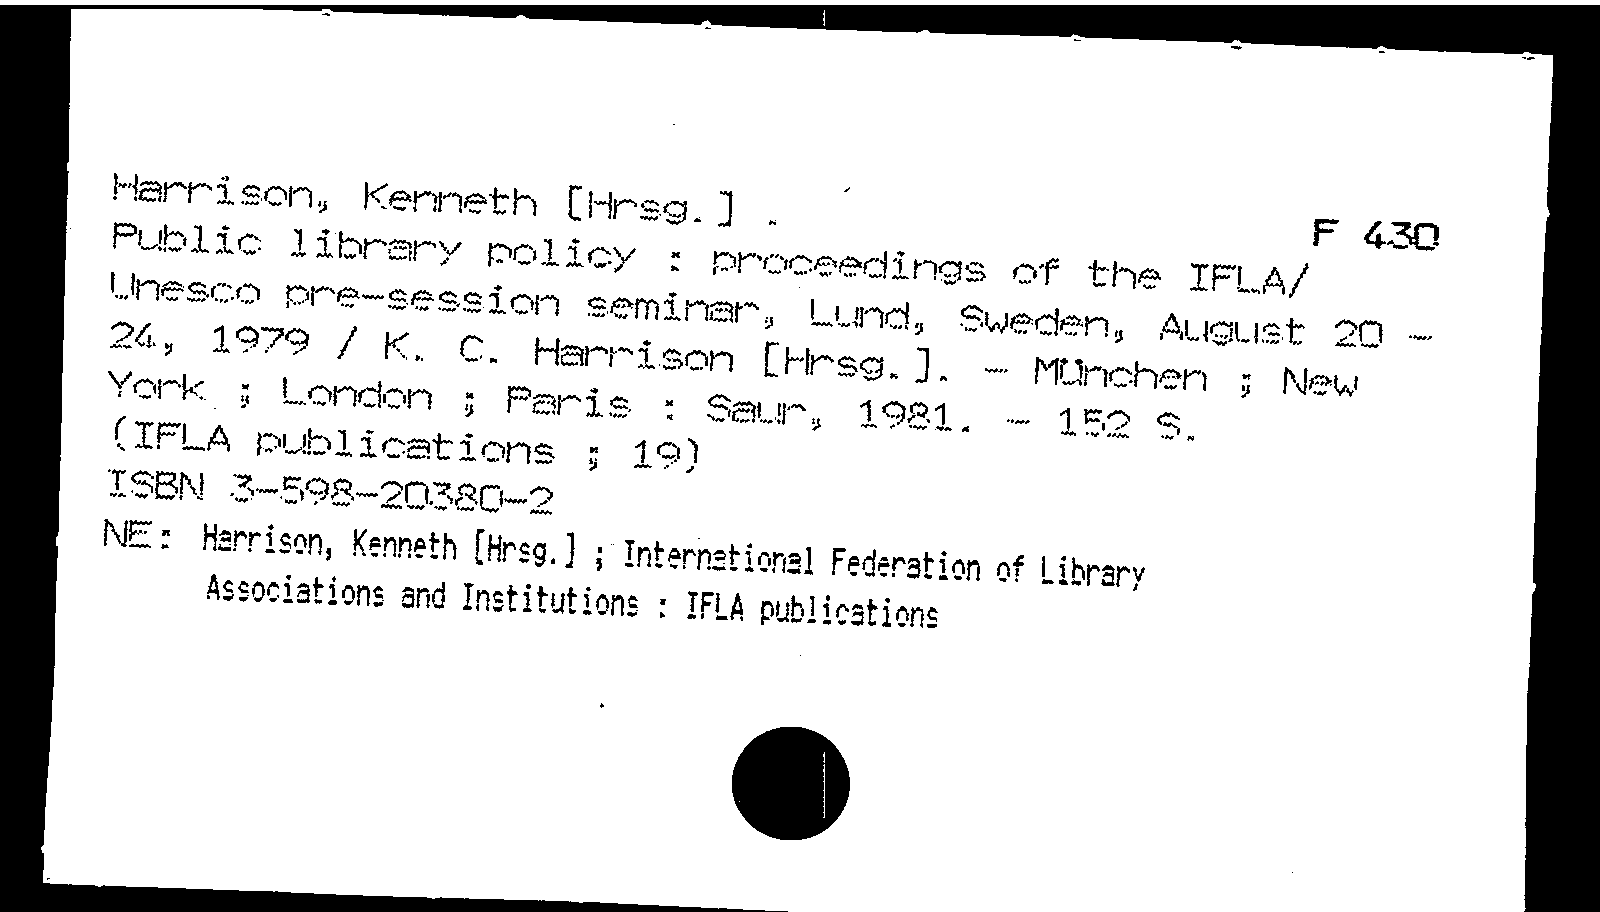 Harrison, Kenneth [Hrsg.] .
F 430
Public library policy : proceedings of the IFLA/
Unesco pre-session seminar, Lund, Sweden, August 20 -
24, 1979 / K. C. Harrison [Hrsg.]. - München ; New
York ; London ; Paris : Saur, 1981. - 152 S.
(IFLA publications ; 19)
ISBN 3-598-20380-2
NE: Harrison, Kenneth [Hrsg.] ; International Federation of Library
Associations and Institutions : IFLA publications